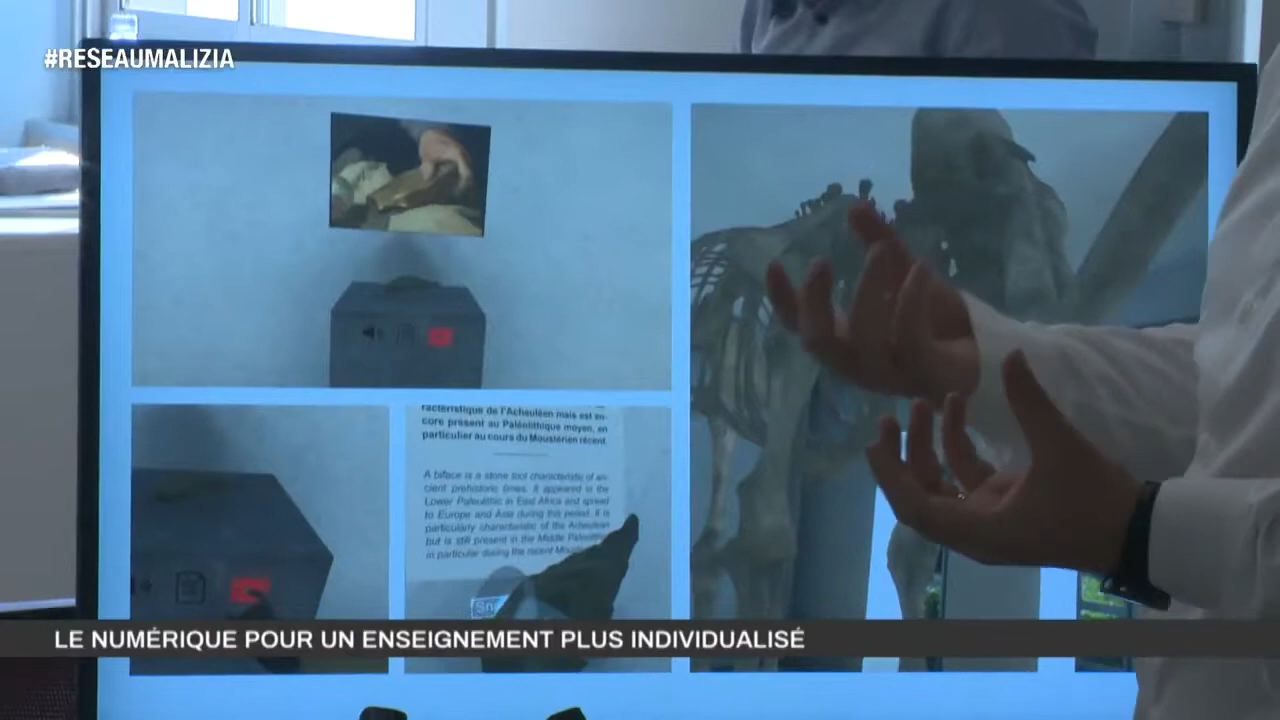 #RESEAUMALIZIA
ractéristique de l'Acheuléen mais est en-
core présent au Paléolithique moyen, en
particulier au cours du Moustérien récent.
A biface is a stone tool characteristic of an-
cient prehistoric times. It appeared in the
Lower Paleolithic in East Africa and spread
to Europe and Asia during this period. It is
particularly characteristic of the Acheulean
but is still present in the Middle Paleolithic
in particular during the recent
LE NUMÉRIQUE POUR UN ENSEIGNEMENT PLUS INDIVIDUALISÉ